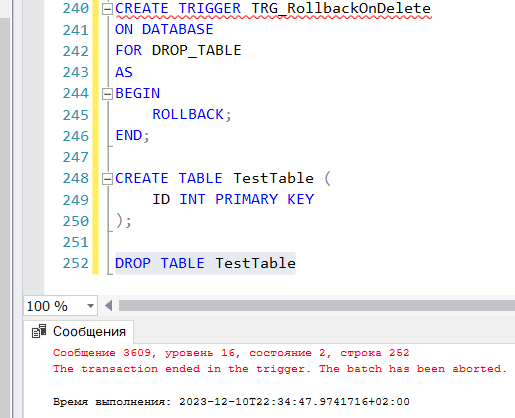 240 CREATE TRIGGER TRG_RollbackOnDelete
241 ON DATABASE
242 FOR DROP_TABLE
243 AS
244 BEGIN
245 ROLLBACK;
246 END;
247
248 CREATE TABLE TestTable (
249 ID INT PRIMARY KEY
250 );
251
252 DROP TABLE TestTable
100 %
Сообщения
Сообщение 3609, уровень 16, состояние 2, строка 252
The transaction ended in the trigger. The batch has been aborted.
Время выполнения: 2023-12-10T22:34:47.9741716+02:00